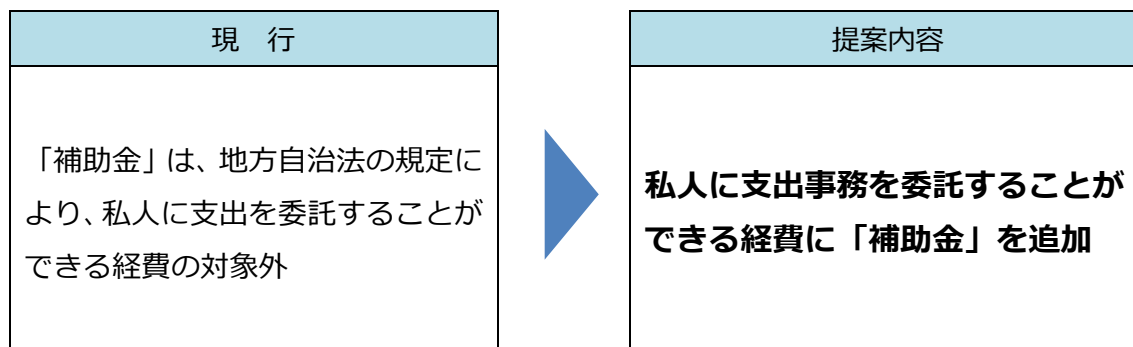 現　行
「補助金」は、地方自治法の規定に
より、私人に支出を委託することが
できる経費の対象外
提案内容
私人に支出事務を委託することが
できる経費に「補助金」を追加